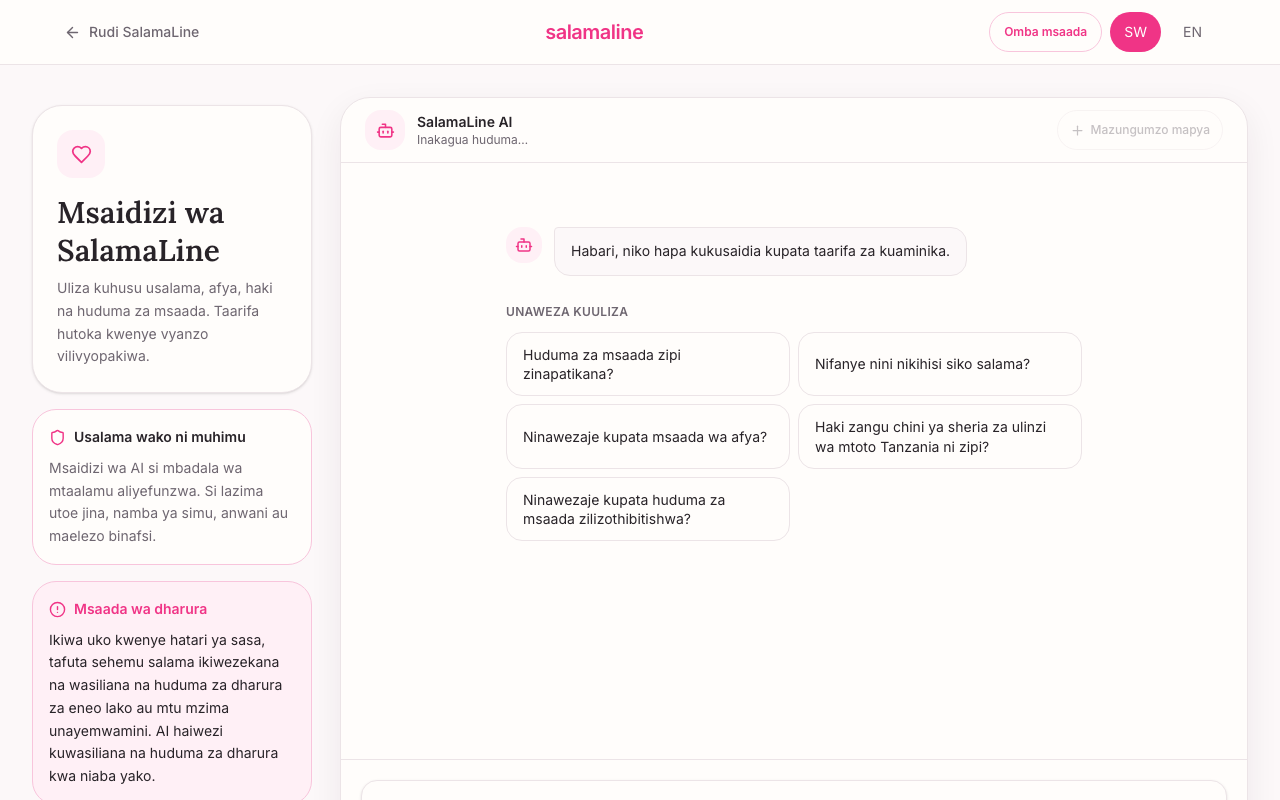 Rudi SalamaLine
salamaline
Omba msaada
SW
EN
Msaidizi wa
SalamaLine
Uliza kuhusu usalama, afya, haki
na huduma za msaada. Taarifa
hutoka kwenye vyanzo
vilivyopakiwa.
Usalama wako ni muhimu
Msaidizi wa AI si mbadala wa
mtaalamu aliyefunzwa. Si lazima
utoe jina, namba ya simu, anwani au
maelezo binafsi.
Msaada wa dharura
Ikiwa uko kwenye hatari ya sasa,
tafuta sehemu salama ikiwezekana
na wasiliana na huduma za dharura
za eneo lako au mtu mzima
unayemwamini. AI haiwezi
kuwasiliana na huduma za dharura
kwa niaba yako.
SalamaLine AI
Inakagua huduma…
Mazungumzo mapya
Habari, niko hapa kukusaidia kupata taarifa za kuaminika.
UNAWEZA KUULIZA
Huduma za msaada zipi
zinapatikana?
Nifanye nini nikihisi siko salama?
Ninawezaje kupata msaada wa afya?
Haki zangu chini ya sheria za ulinzi
wa mtoto Tanzania ni zipi?
Ninawezaje kupata huduma za
msaada zilizothibitishwa?